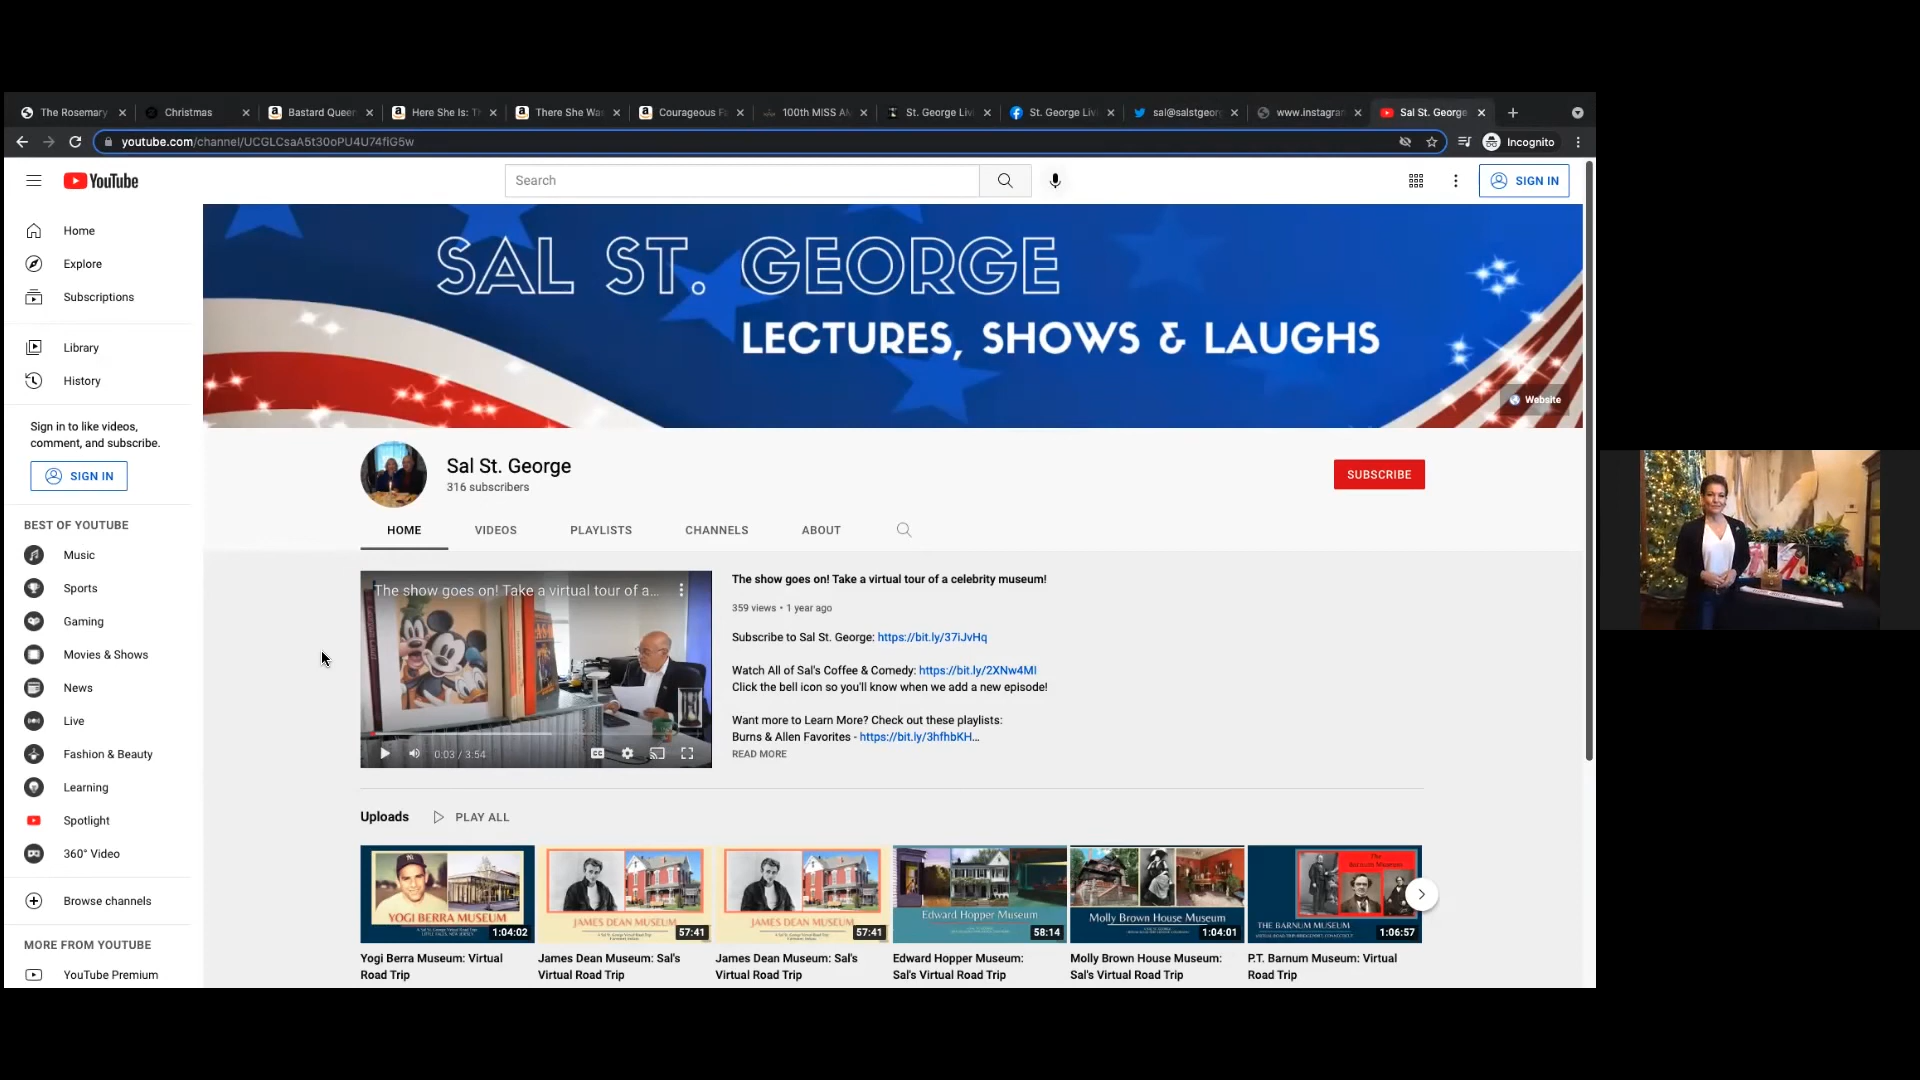 The Rosemary
Christmas
Bastard Queen
Here She Is: Th
There She Was
Courageous Fa
100th MISS AM
St. George Livi
St. George Livi
sal@salstgeorg
www.instagram
Sal St. George
youtube.com/channel/UCGLCsaA5t30oPU4U74fiG5w
Incognito
YouTube
Search
SIGN IN
Home
Explore
Subscriptions
Library
History
Sign in to like videos,
comment, and subscribe.
SIGN IN
BEST OF YOUTUBE
Music
Sports
Gaming
Movies & Shows
News
Live
Fashion & Beauty
Learning
Spotlight
360° Video
Browse channels
MORE FROM YOUTUBE
YouTube Premium
SAL ST. GEORGE
LECTURES, SHOWS & LAUGHS
Website
Sal St. George
316 subscribers
SUBSCRIBE
HOME
VIDEOS
PLAYLISTS
CHANNELS
ABOUT
The show goes on! Take a virtual tour of a...
0:03 / 3:54
The show goes on! Take a virtual tour of a celebrity museum!
359 views • 1 year ago
Subscribe to Sal St. George: https://bit.ly/37iJvHq
Watch All of Sal's Coffee & Comedy: https://bit.ly/2XNw4MI
Click the bell icon so you'll know when we add a new episode!
Want more to Learn More? Check out these playlists:
Burns & Allen Favorites - https://bit.ly/3hfhbKH...
READ MORE
Uploads
PLAY ALL
YOGI BERRA MUSEUM
1:04:02
Yogi Berra Museum: Virtual
Road Trip
JAMES DEAN MUSEUM
57:41
James Dean Museum: Sal's
Virtual Road Trip
JAMES DEAN MUSEUM
57:41
James Dean Museum: Sal's
Virtual Road Trip
Edward Hopper Museum
58:14
Edward Hopper Museum:
Sal's Virtual Road Trip
Molly Brown House Museum
1:04:01
Molly Brown House Museum:
Sal's Virtual Road Trip
THE BARNUM MUSEUM
1:06:57
P.T. Barnum Museum: Virtual
Road Trip